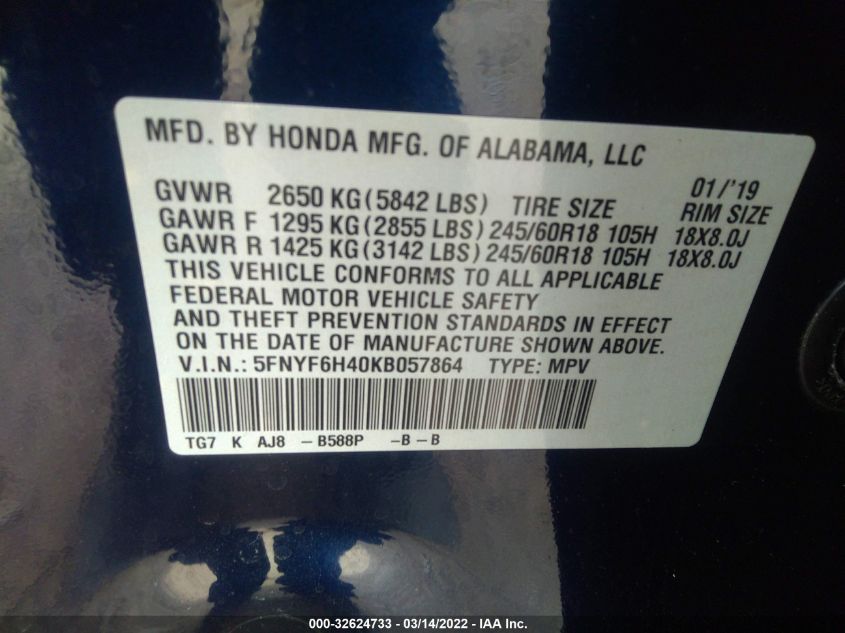 MFD. BY HONDA MFG. OF ALABAMA, LLC
01/'19
GVWR 2650 KG(5842 LBS) TIRE SIZE RIM SIZE
GAWR F 1295 KG(2855 LBS) 245/60R18 105H 18X8.0J
GAWR R 1425 KG(3142 LBS) 245/60R18 105H 18X8.0J
THIS VEHICLE CONFORMS TO ALL APPLICABLE
FEDERAL MOTOR VEHICLE SAFETY
AND THEFT PREVENTION STANDARDS IN EFFECT
ON THE DATE OF MANUFACTURE SHOWN ABOVE.
V.I.N.: 5FNYF6H40KB057864 TYPE: MPV
TG7 K AJ8 -B588P -B-B
000-32624733 - 03/14/2022 - IAA Inc.